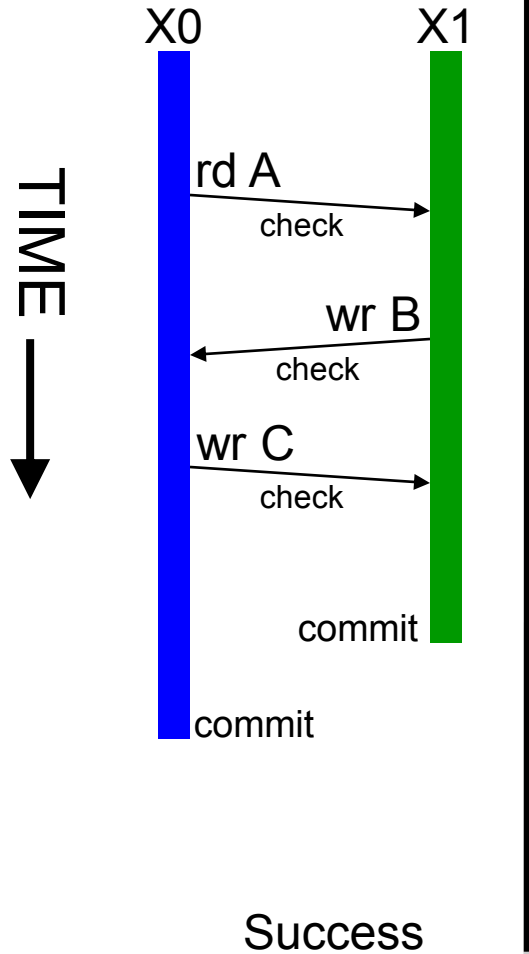 X0
X1
TIME
rd A
check
wr B
check
wr C
check
commit
commit
Success